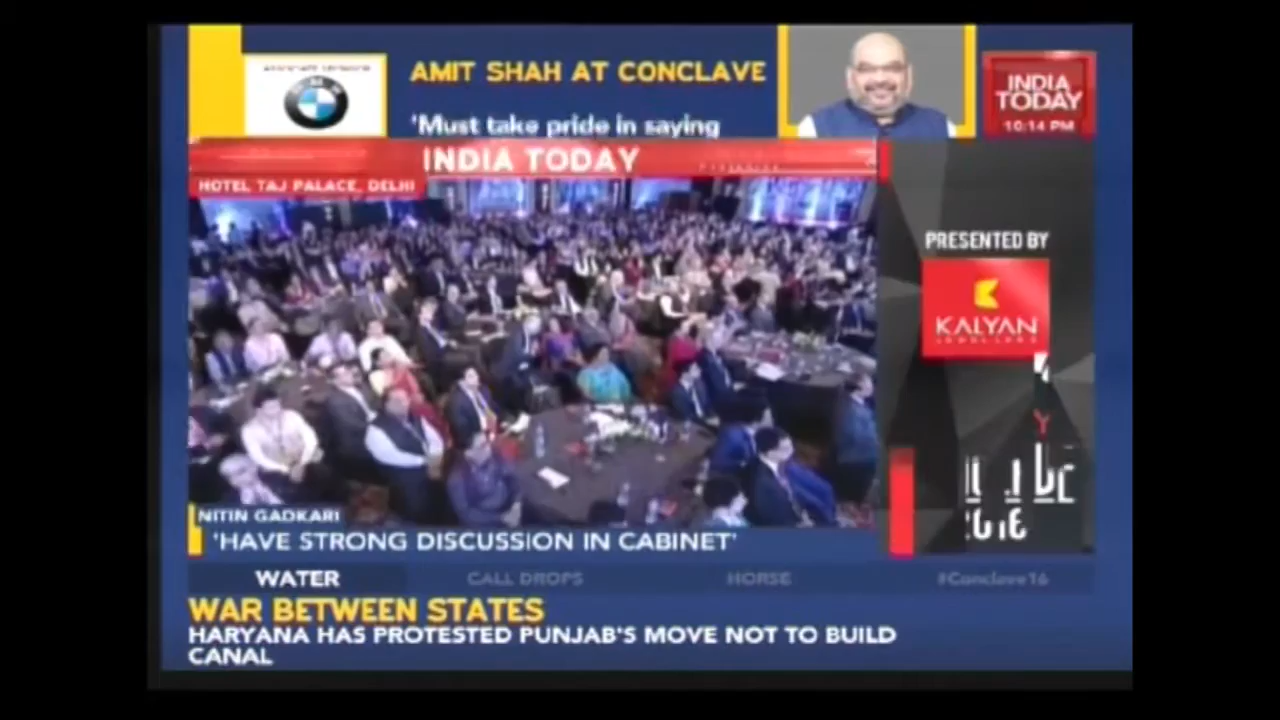 AMIT SHAH AT CONCLAVE
'Must take pride in saying
INDIA
TODAY
10:14 PM
INDIA TODAY
HOTEL TAJ PALACE, DELHI
PRESENTED BY
KALYAN
JEWELLERS
NITIN GADKARI
'HAVE STRONG DISCUSSION IN CABINET'
WATER
CALL DROPS
HORSE
#Conclave16
WAR BETWEEN STATES
HARYANA HAS PROTESTED PUNJAB'S MOVE NOT TO BUILD
CANAL